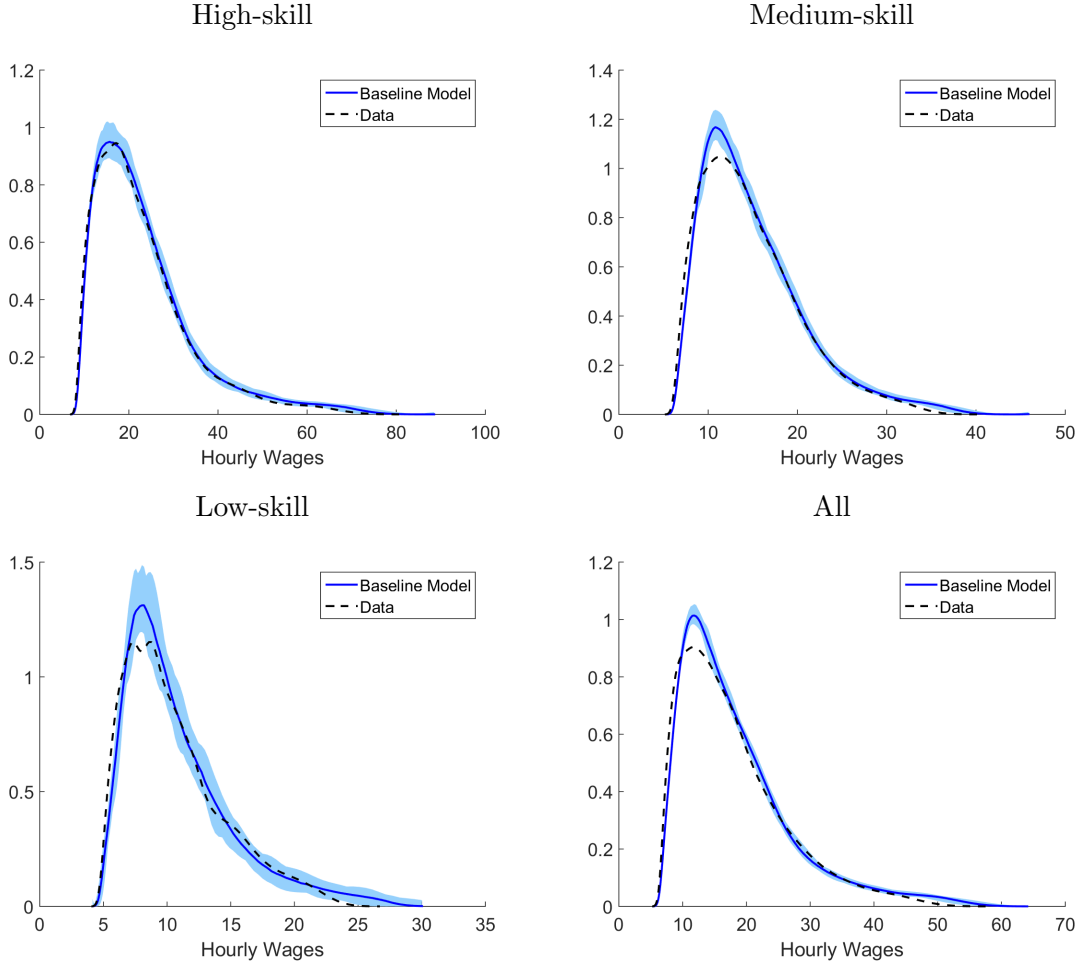 High-skill
Medium-skill
1.2
1
0.8
0.6
0.4
0.2
0
Baseline Model
Data
0 20 40 60 80 100
Hourly Wages
1.4
1.2
1
0.8
0.6
0.4
0.2
0
Baseline Model
Data
0 10 20 30 40 50
Hourly Wages
Low-skill
All
1.5
1
0.5
0
Baseline Model
Data
0 5 10 15 20 25 30 35
Hourly Wages
1.2
1
0.8
0.6
0.4
0.2
0
Baseline Model
Data
0 10 20 30 40 50 60 70
Hourly Wages